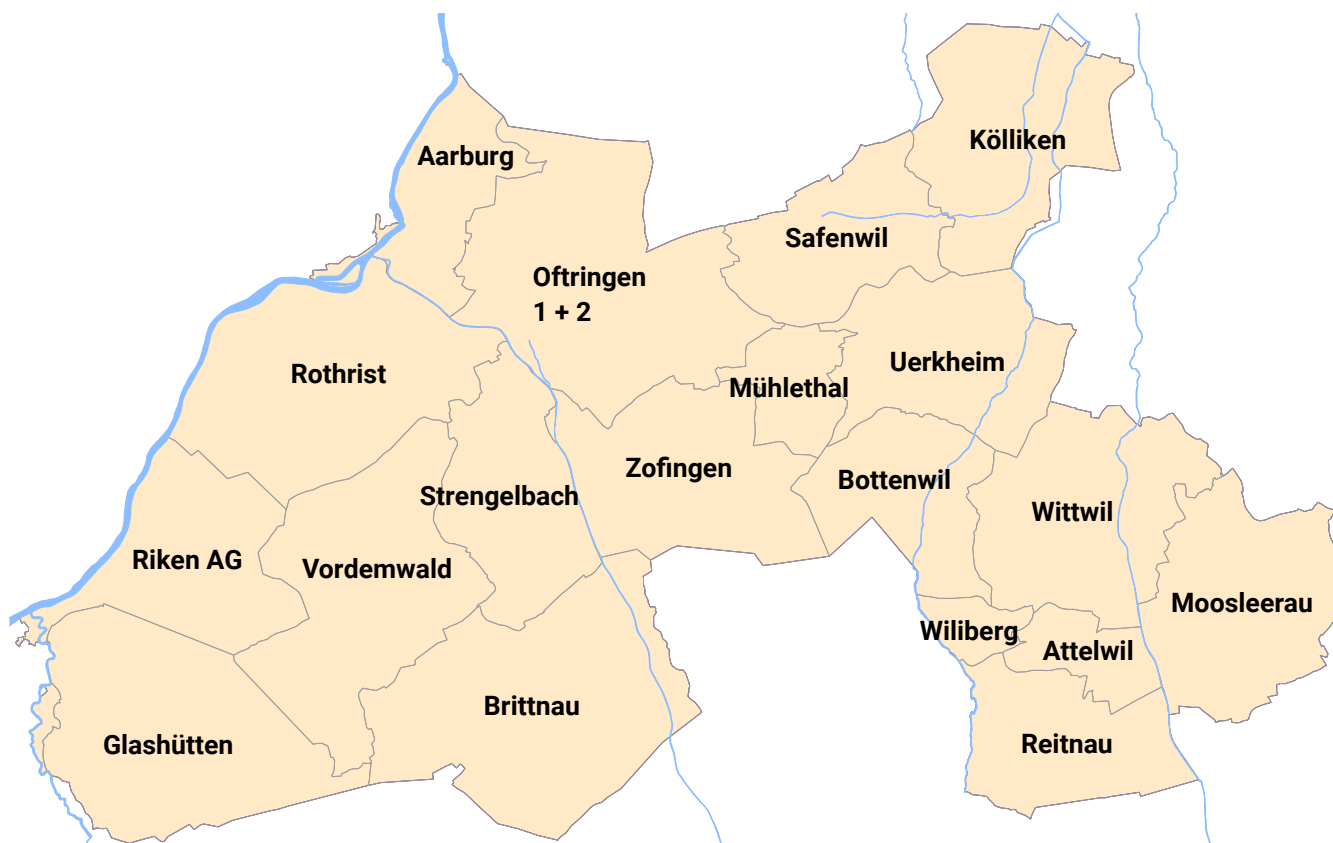 Kölliken
Aarburg
Safenwil
Oftringen
1 + 2
Uerkheim
Rothrist
Mühlethal
Zofingen
Bottenwil
Strengelbach
Wittwil
Riken AG
Vordemwald
Moosleerau
Wiliberg
Attelwil
Brittnau
Glashütten
Reitnau